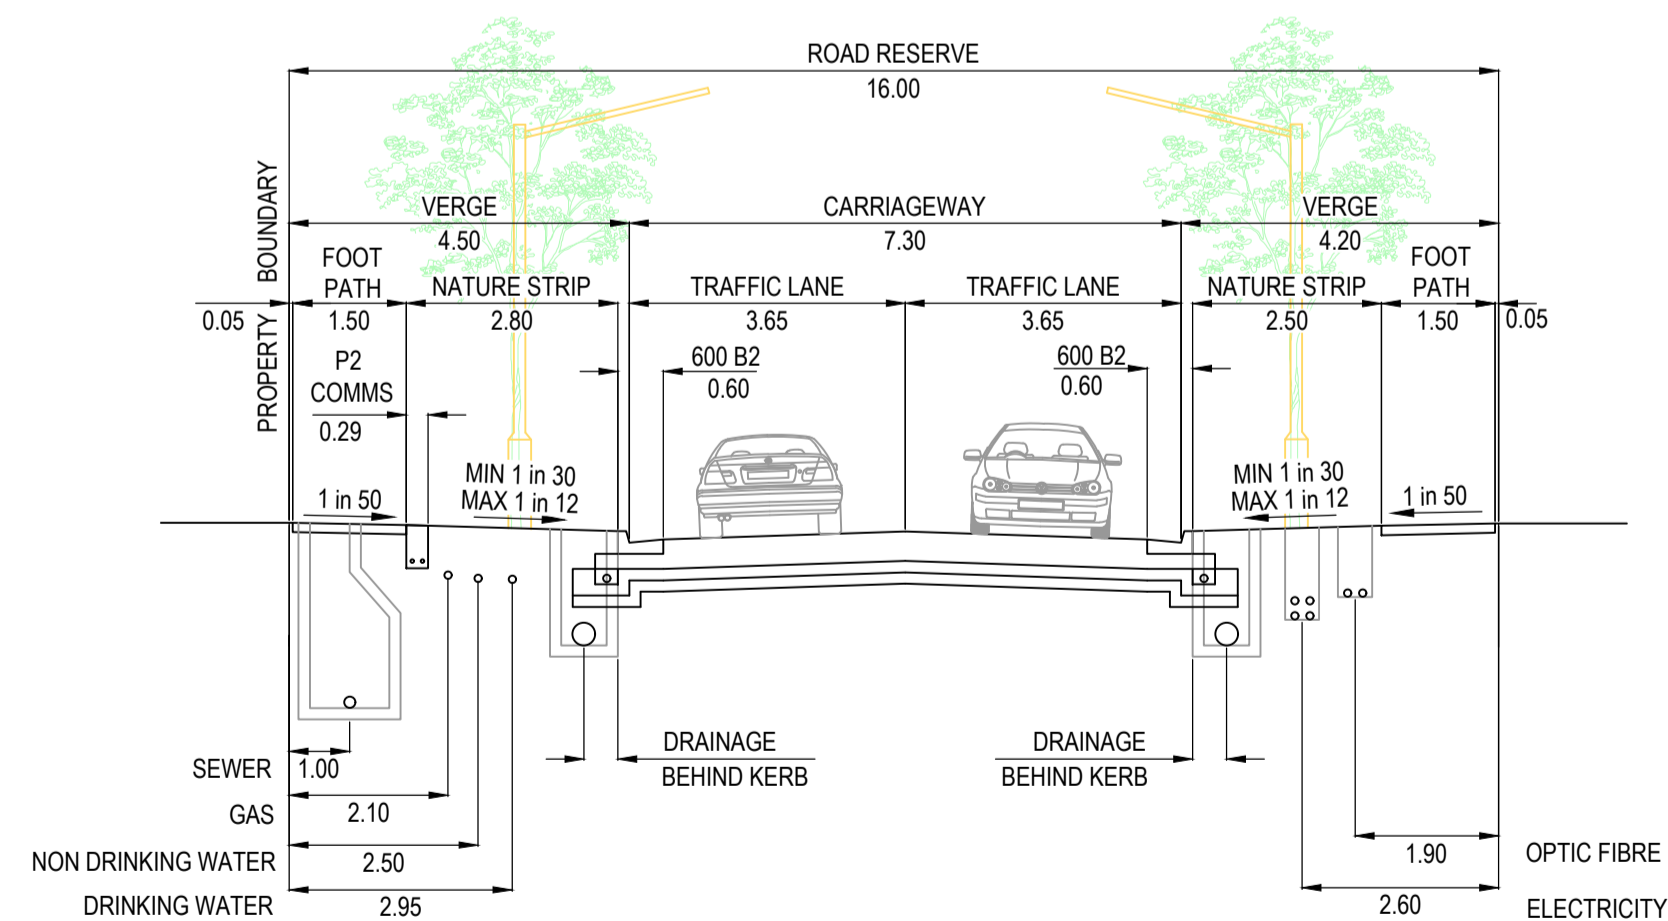 ROAD RESERVE
16.00
PROPERTY BOUNDARY
VERGE
4.50
CARRIAGEWAY
7.30
VERGE
4.20
FOOT
PATH
NATURE STRIP
TRAFFIC LANE
TRAFFIC LANE
NATURE STRIP
FOOT
PATH
0.05
1.50
2.80
3.65
3.65
2.50
1.50
0.05
P2
COMMS
0.29
600 B2
0.60
600 B2
0.60
1 in 50
MIN 1 in 30
MAX 1 in 12
MIN 1 in 30
MAX 1 in 12
1 in 50
DRAINAGE
BEHIND KERB
DRAINAGE
BEHIND KERB
SEWER 1.00
GAS 2.10
NON DRINKING WATER 2.50
DRINKING WATER 2.95
1.90 OPTIC FIBRE
2.60 ELECTRICITY